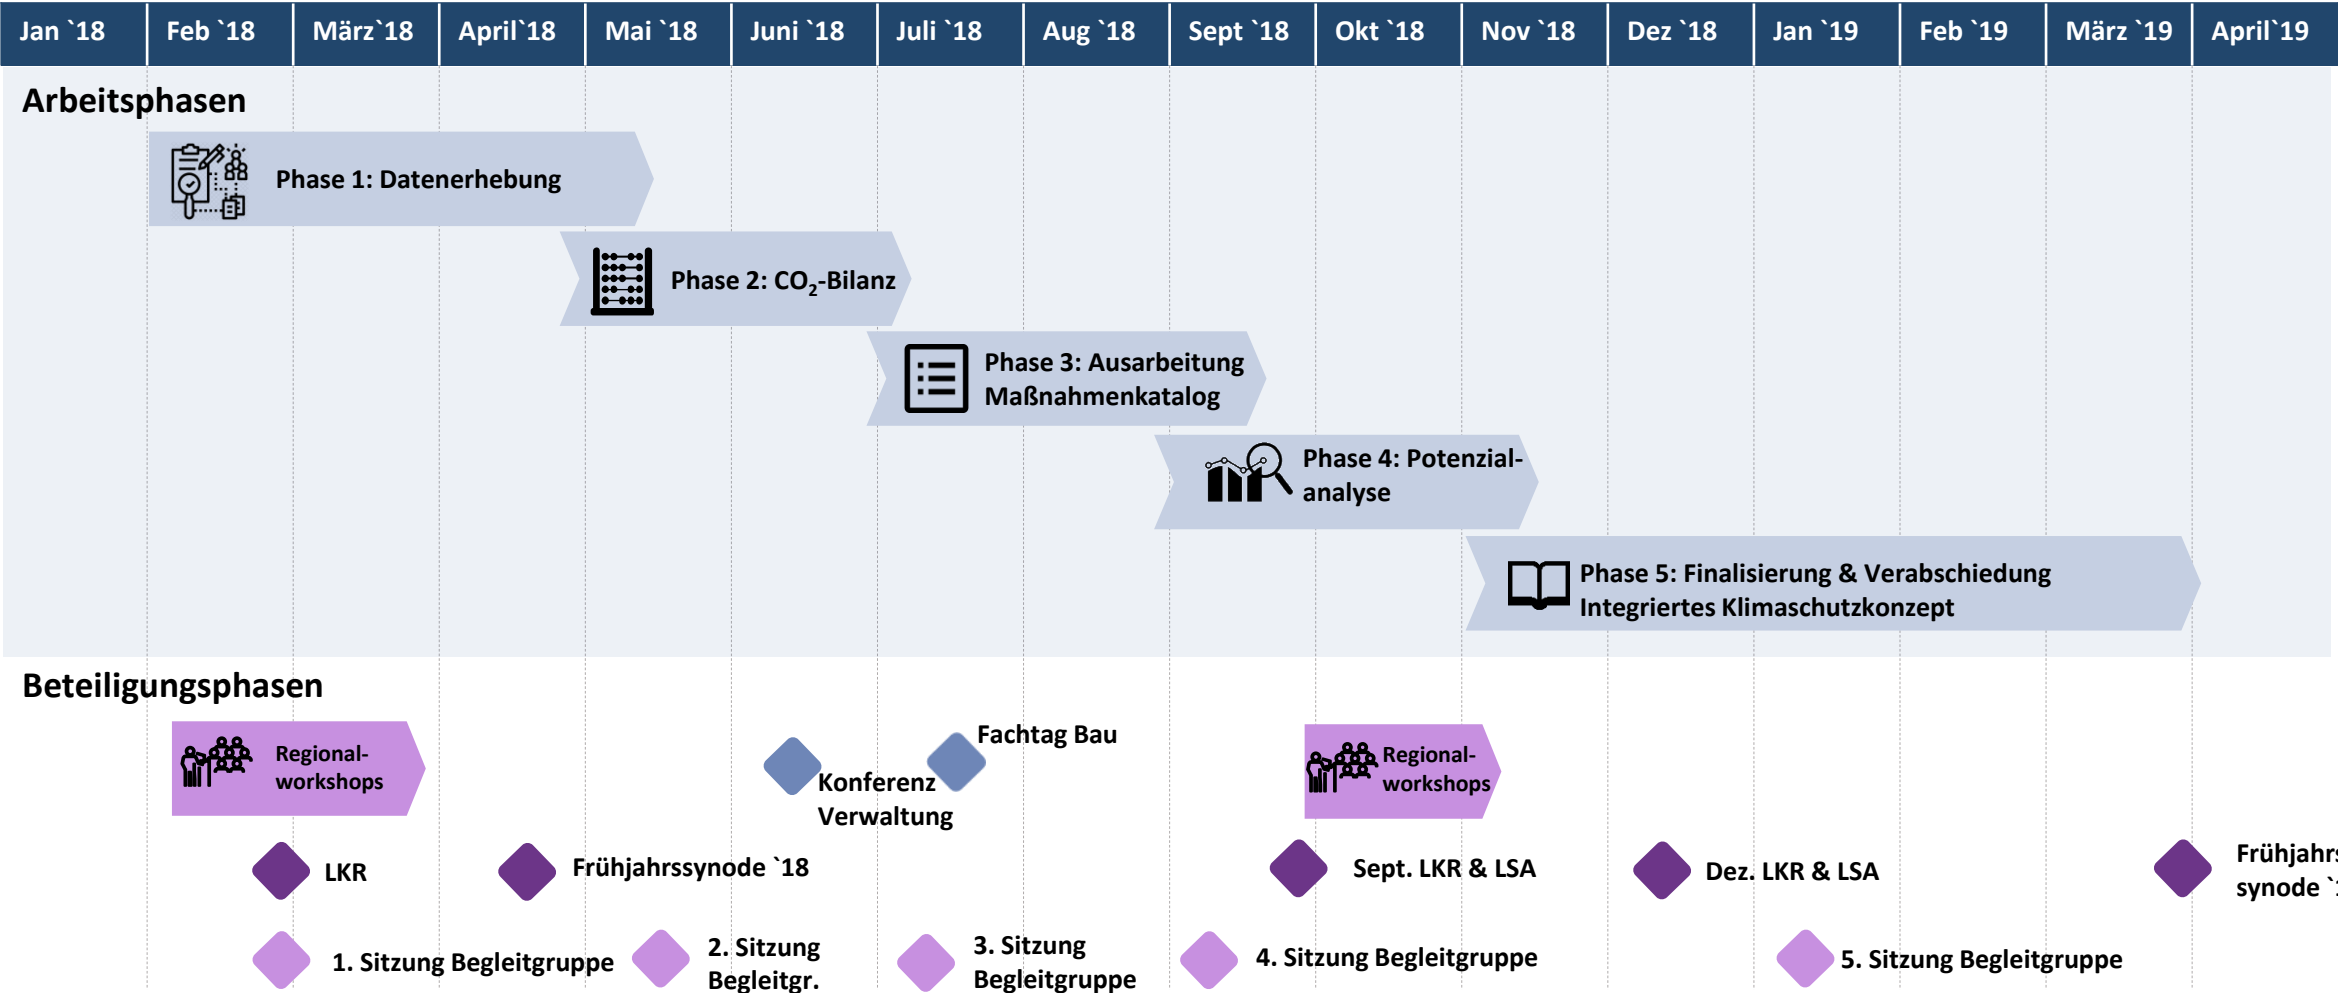 Jan `18 Feb `18 März`18 April`18 Mai `18 Juni `18 Juli `18 Aug `18 Sept `18 Okt `18 Nov `18 Dez `18 Jan `19 Feb `19 März `19 April`19
Arbeitsphasen
Phase 1: Datenerhebung
Phase 2: CO₂-Bilanz
Phase 3: Ausarbeitung
Maßnahmenkatalog
Phase 4: Potenzial-
analyse
Phase 5: Finalisierung & Verabschiedung
Integriertes Klimaschutzkonzept
Beteiligungsphasen
Regional-
workshops
Konferenz
Verwaltung
Fachtag Bau
Regional-
workshops
LKR
Frühjahrssynode `18
Sept. LKR & LSA
Dez. LKR & LSA
Frühjahrs
synode `1
1. Sitzung Begleitgruppe
2. Sitzung
Begleitgr.
3. Sitzung
Begleitgruppe
4. Sitzung Begleitgruppe
5. Sitzung Begleitgruppe